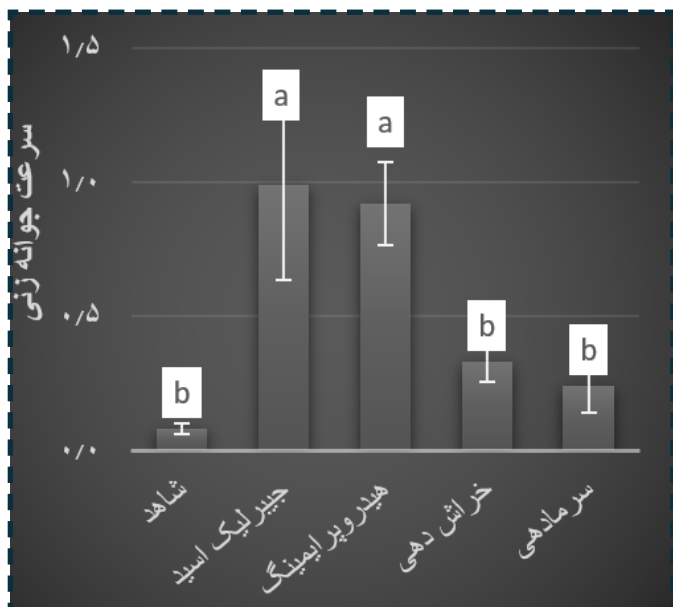 سرعت جوانه زنی
۱/۵
۱/۰
۰/۵
۰/۰
a
a
b
b
b
شاهد
جیبرلیک اسید
هیدروپرایمینگ
خراش دهی
سرمادهی